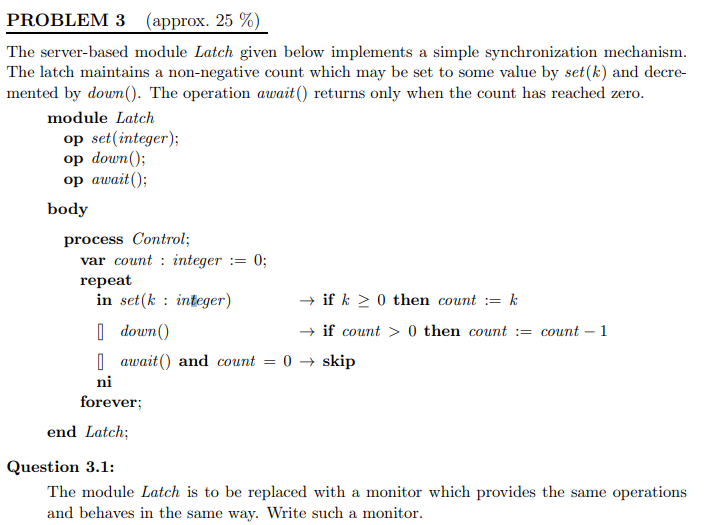 PROBLEM 3 (approx. 25 %)
The server-based module Latch given below implements a simple synchronization mechanism.
The latch maintains a non-negative count which may be set to some value by set(k) and decre-
mented by down(). The operation await() returns only when the count has reached zero.
module Latch
op set(integer);
op down();
op await();
body
process Control;
var count : integer := 0;
repeat
in set(k : integer) → if k ≥ 0 then count := k
[] down() → if count > 0 then count := count − 1
[] await() and count = 0 → skip
ni
forever;
end Latch;
Question 3.1:
The module Latch is to be replaced with a monitor which provides the same operations
and behaves in the same way. Write such a monitor.